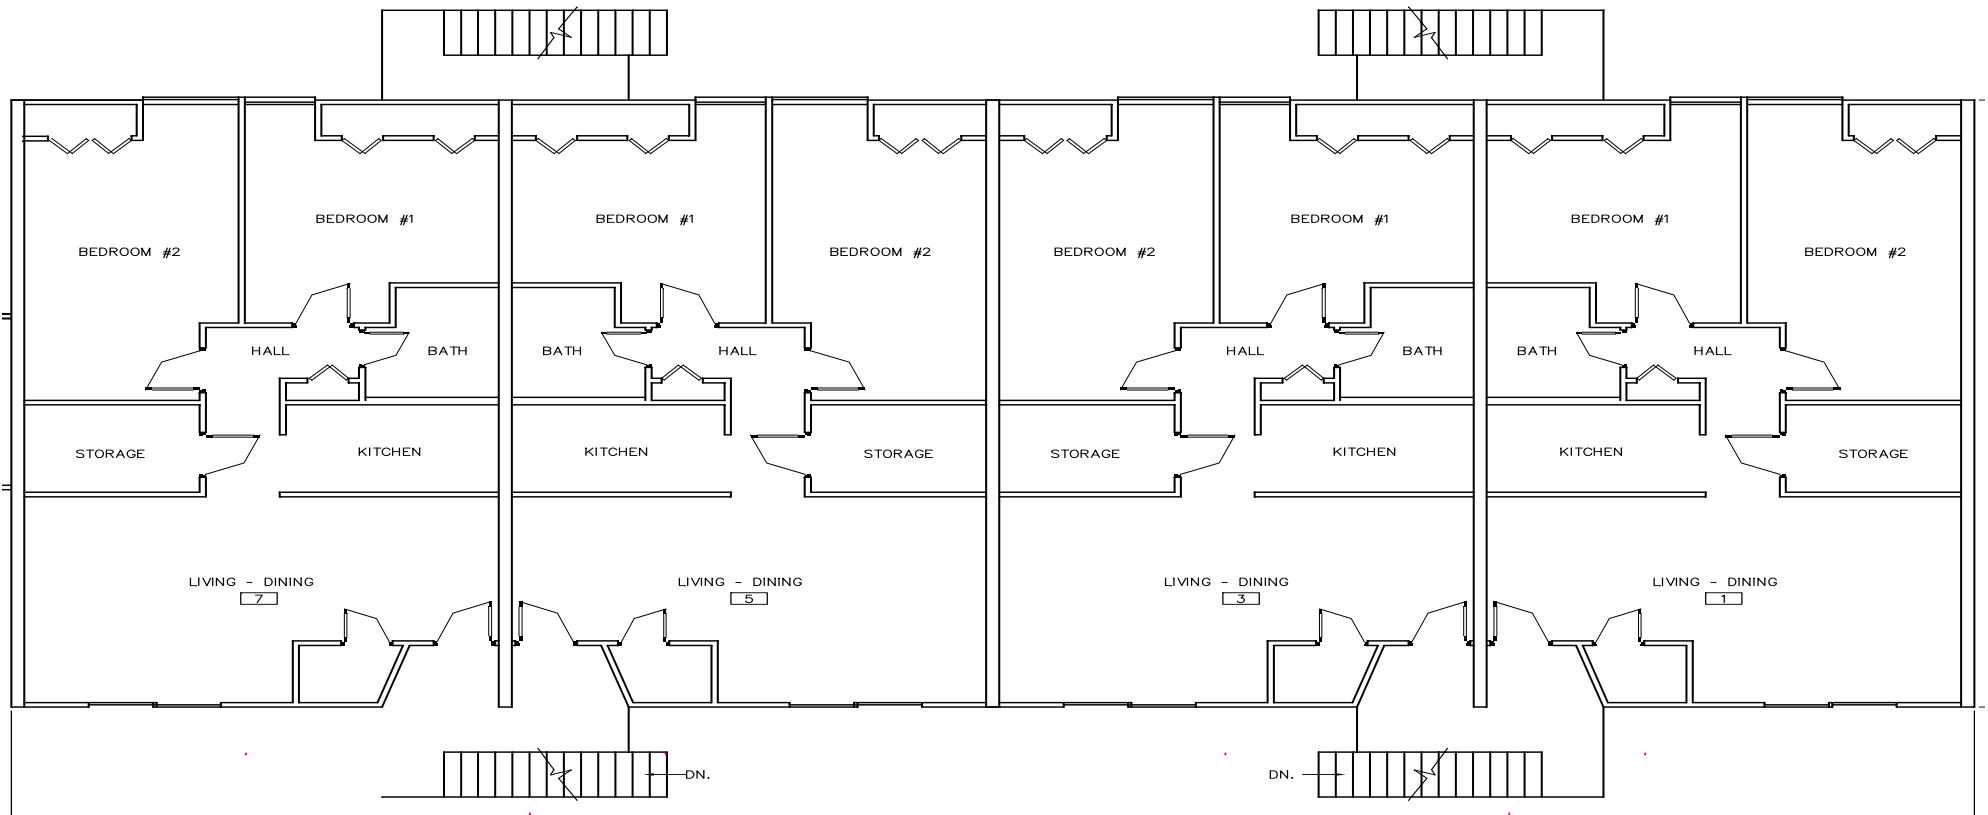 BEDROOM #1
BEDROOM #1
BEDROOM #1
BEDROOM #1
BEDROOM #2
BEDROOM #2
BEDROOM #2
BEDROOM #2
HALL
BATH
BATH
HALL
HALL
BATH
BATH
HALL
STORAGE
KITCHEN
KITCHEN
STORAGE
STORAGE
KITCHEN
KITCHEN
STORAGE
LIVING - DINING
LIVING - DINING
LIVING - DINING
LIVING - DINING
7
5
3
1
DN.
DN.